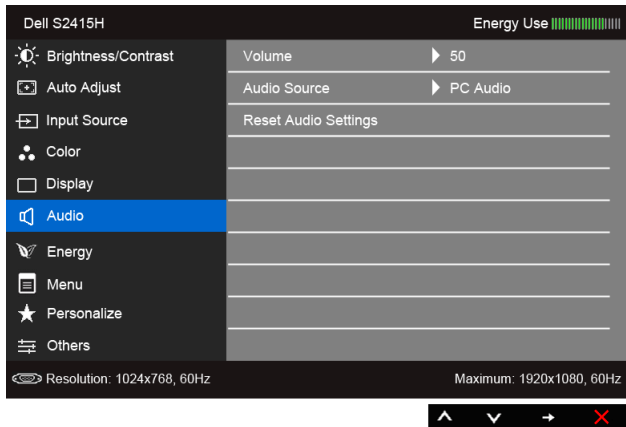 Dell S2415H Energy Use
Brightness/Contrast Volume 50
Auto Adjust Audio Source PC Audio
Input Source Reset Audio Settings
Color
Display
Audio
Energy
Menu
Personalize
Others
Resolution: 1024x768, 60Hz Maximum: 1920x1080, 60Hz